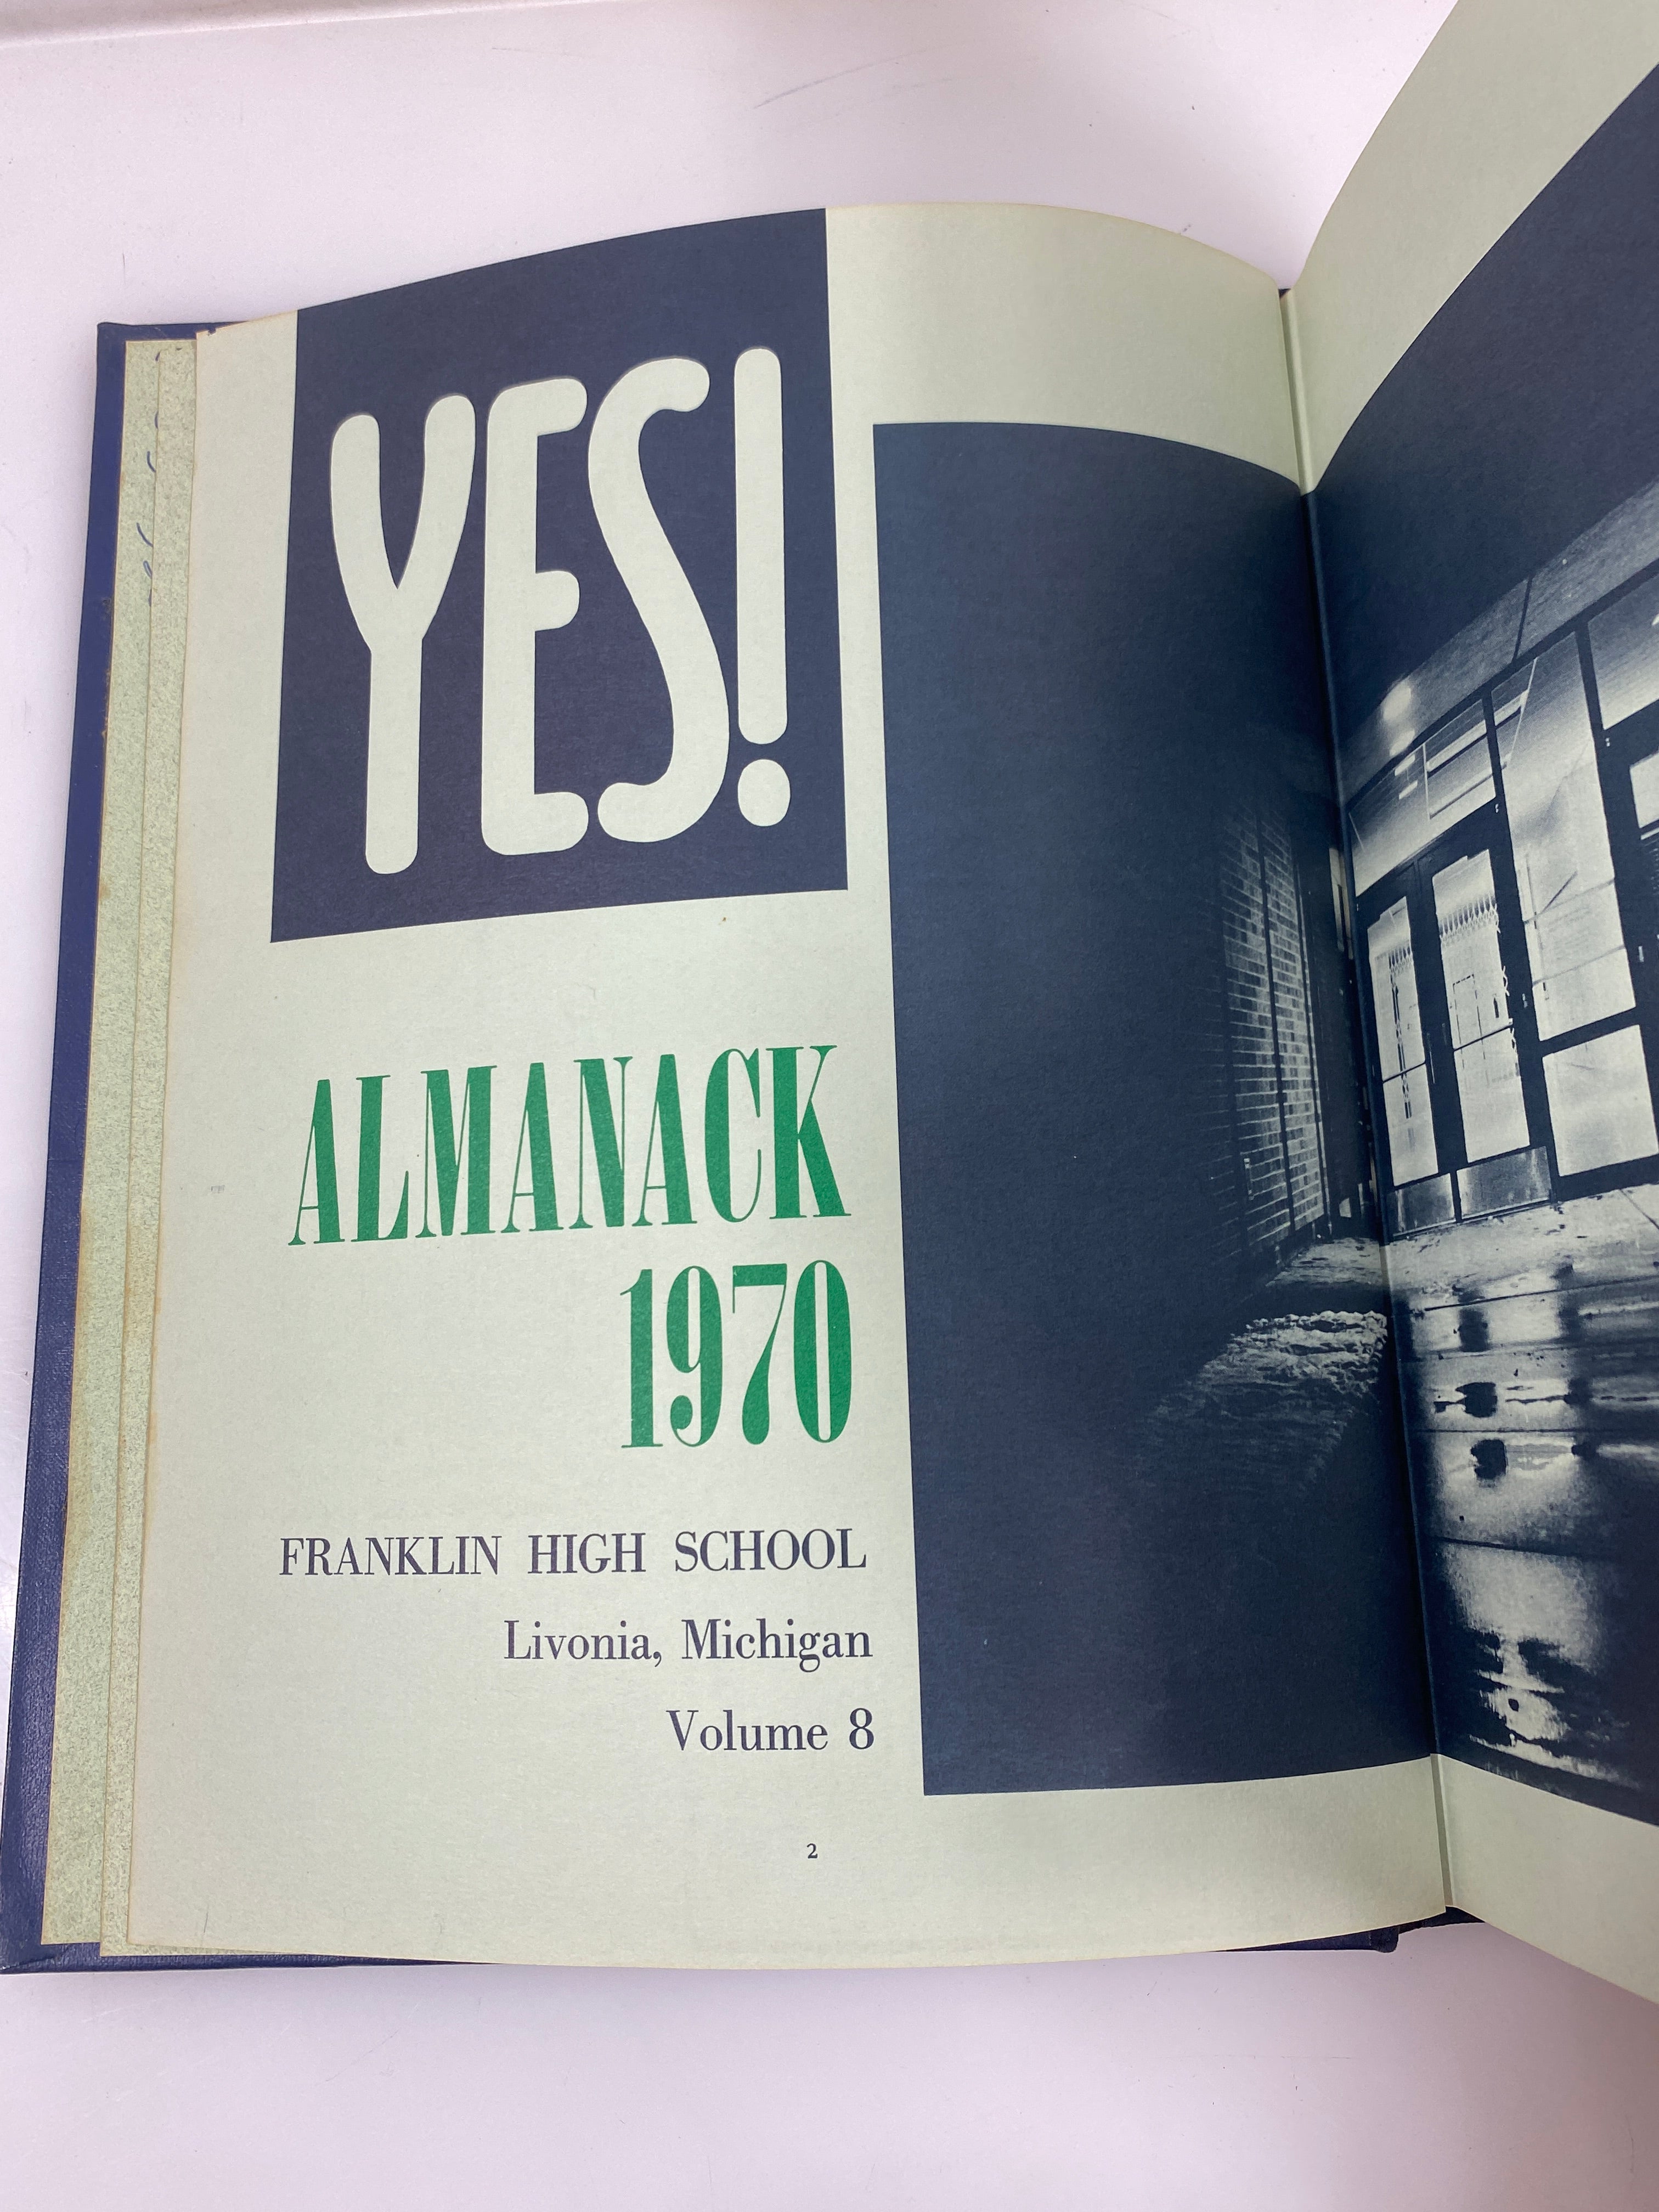 YES!
ALMANACK
1970
FRANKLIN HIGH SCHOOL
Livonia, Michigan
Volume 8
2